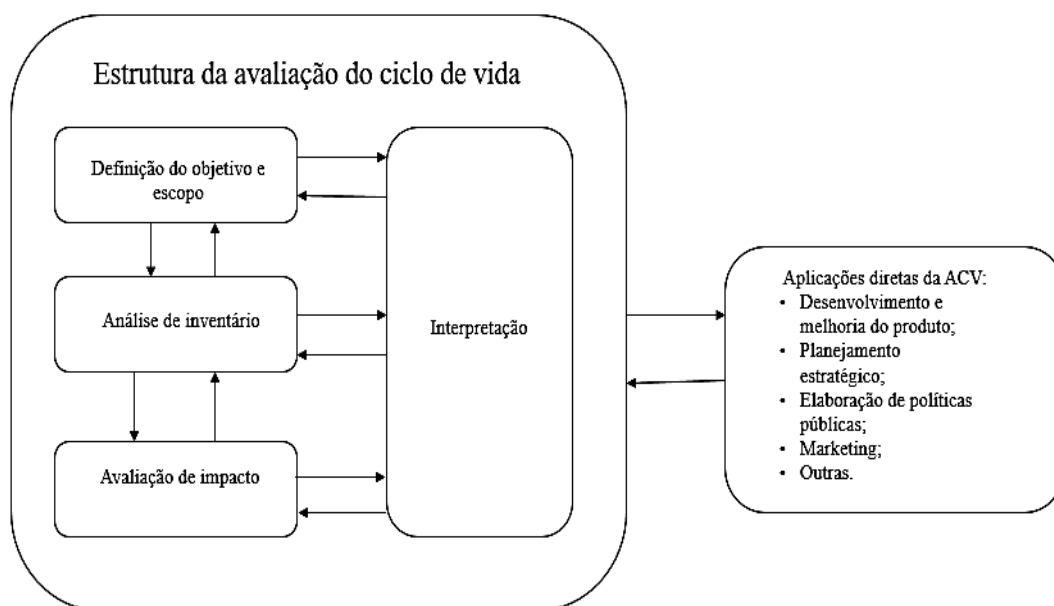 Estrutura da avaliação do ciclo de vida
Definição do objetivo e
escopo
Análise de inventário
Avaliação de impacto
Interpretação
Aplicações diretas da ACV:
• Desenvolvimento e
melhoria do produto;
• Planejamento
estratégico;
• Elaboração de políticas
públicas;
• Marketing;
• Outras.